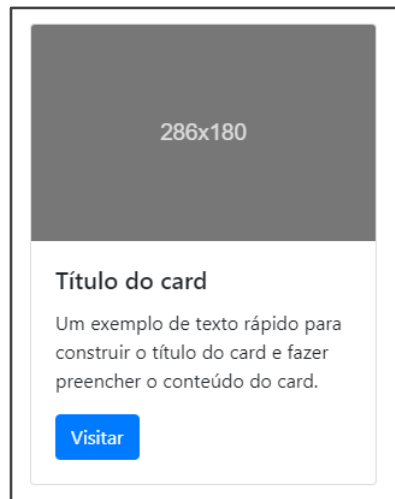 286x180
Título do card
Um exemplo de texto rápido para
construir o título do card e fazer
preencher o conteúdo do card.
Visitar